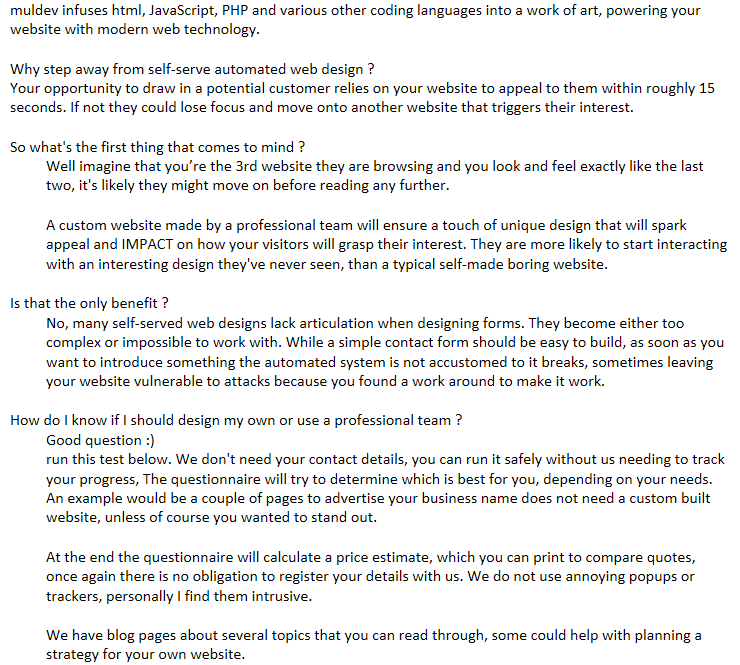 muldev infuses html, JavaScript, PHP and various other coding languages into a work of art, powering your
website with modern web technology.
Why step away from self-serve automated web design ?
Your opportunity to draw in a potential customer relies on your website to appeal to them within roughly 15
seconds. If not they could lose focus and move onto another website that triggers their interest.
So what's the first thing that comes to mind ?
Well imagine that you’re the 3rd website they are browsing and you look and feel exactly like the last
two, it's likely they might move on before reading any further.
A custom website made by a professional team will ensure a touch of unique design that will spark
appeal and IMPACT on how your visitors will grasp their interest. They are more likely to start interacting
with an interesting design they've never seen, than a typical self-made boring website.
Is that the only benefit ?
No, many self-served web designs lack articulation when designing forms. They become either too
complex or impossible to work with. While a simple contact form should be easy to build, as soon as you
want to introduce something the automated system is not accustomed to it breaks, sometimes leaving
your website vulnerable to attacks because you found a work around to make it work.
How do I know if I should design my own or use a professional team ?
Good question :)
run this test below. We don't need your contact details, you can run it safely without us needing to track
your progress, The questionnaire will try to determine which is best for you, depending on your needs.
An example would be a couple of pages to advertise your business name does not need a custom built
website, unless of course you wanted to stand out.
At the end the questionnaire will calculate a price estimate, which you can print to compare quotes,
once again there is no obligation to register your details with us. We do not use annoying popups or
trackers, personally I find them intrusive.
We have blog pages about several topics that you can read through, some could help with planning a
strategy for your own website.